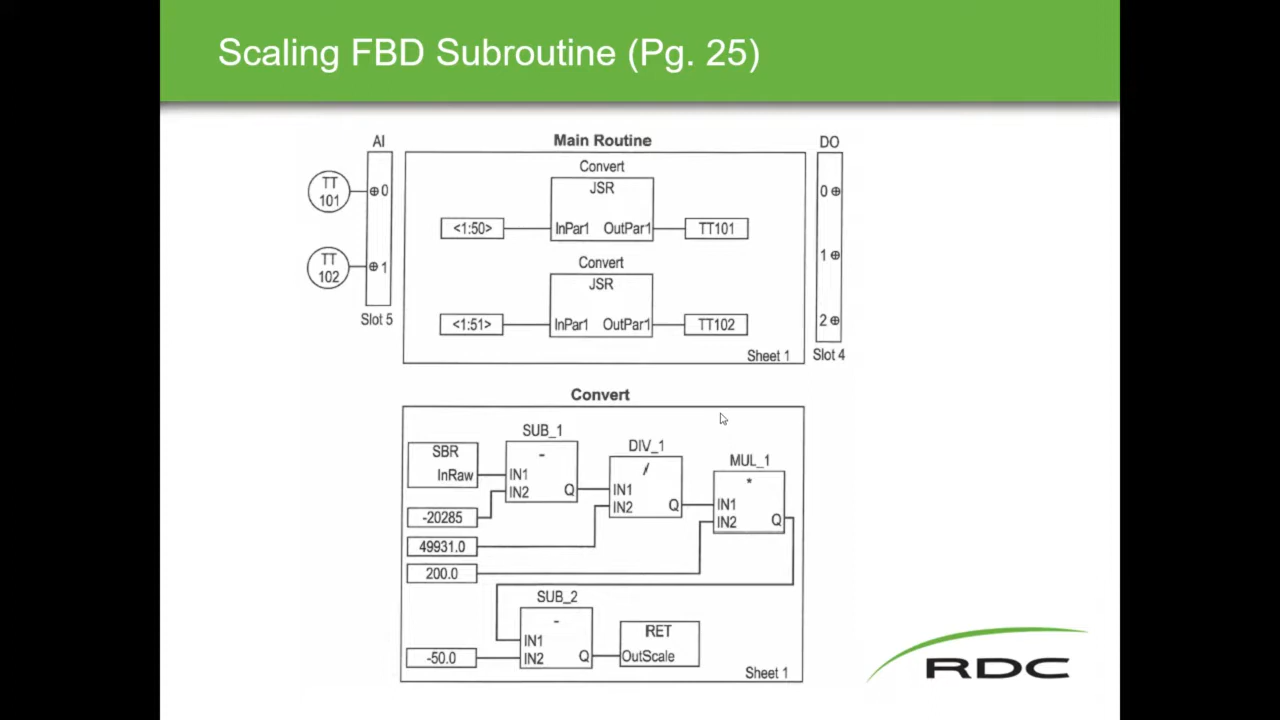 Scaling FBD Subroutine (Pg. 25)
AI
Main Routine
DO
Convert
JSR
TT
101
0
0
<1:50>
InPar1 OutPar1
TT101
Convert
TT
102
1
1
JSR
<1:51>
InPar1 OutPar1
TT102
2
Slot 5
Sheet 1
Slot 4
Convert
SUB_1
-
SBR
InRaw
IN1
IN2
Q
-20285
DIV_1
/
IN1
IN2
Q
49931.0
MUL_1
*
IN1
IN2
Q
200.0
SUB_2
-
IN1
IN2
Q
-50.0
RET
OutScale
Sheet 1
RDC